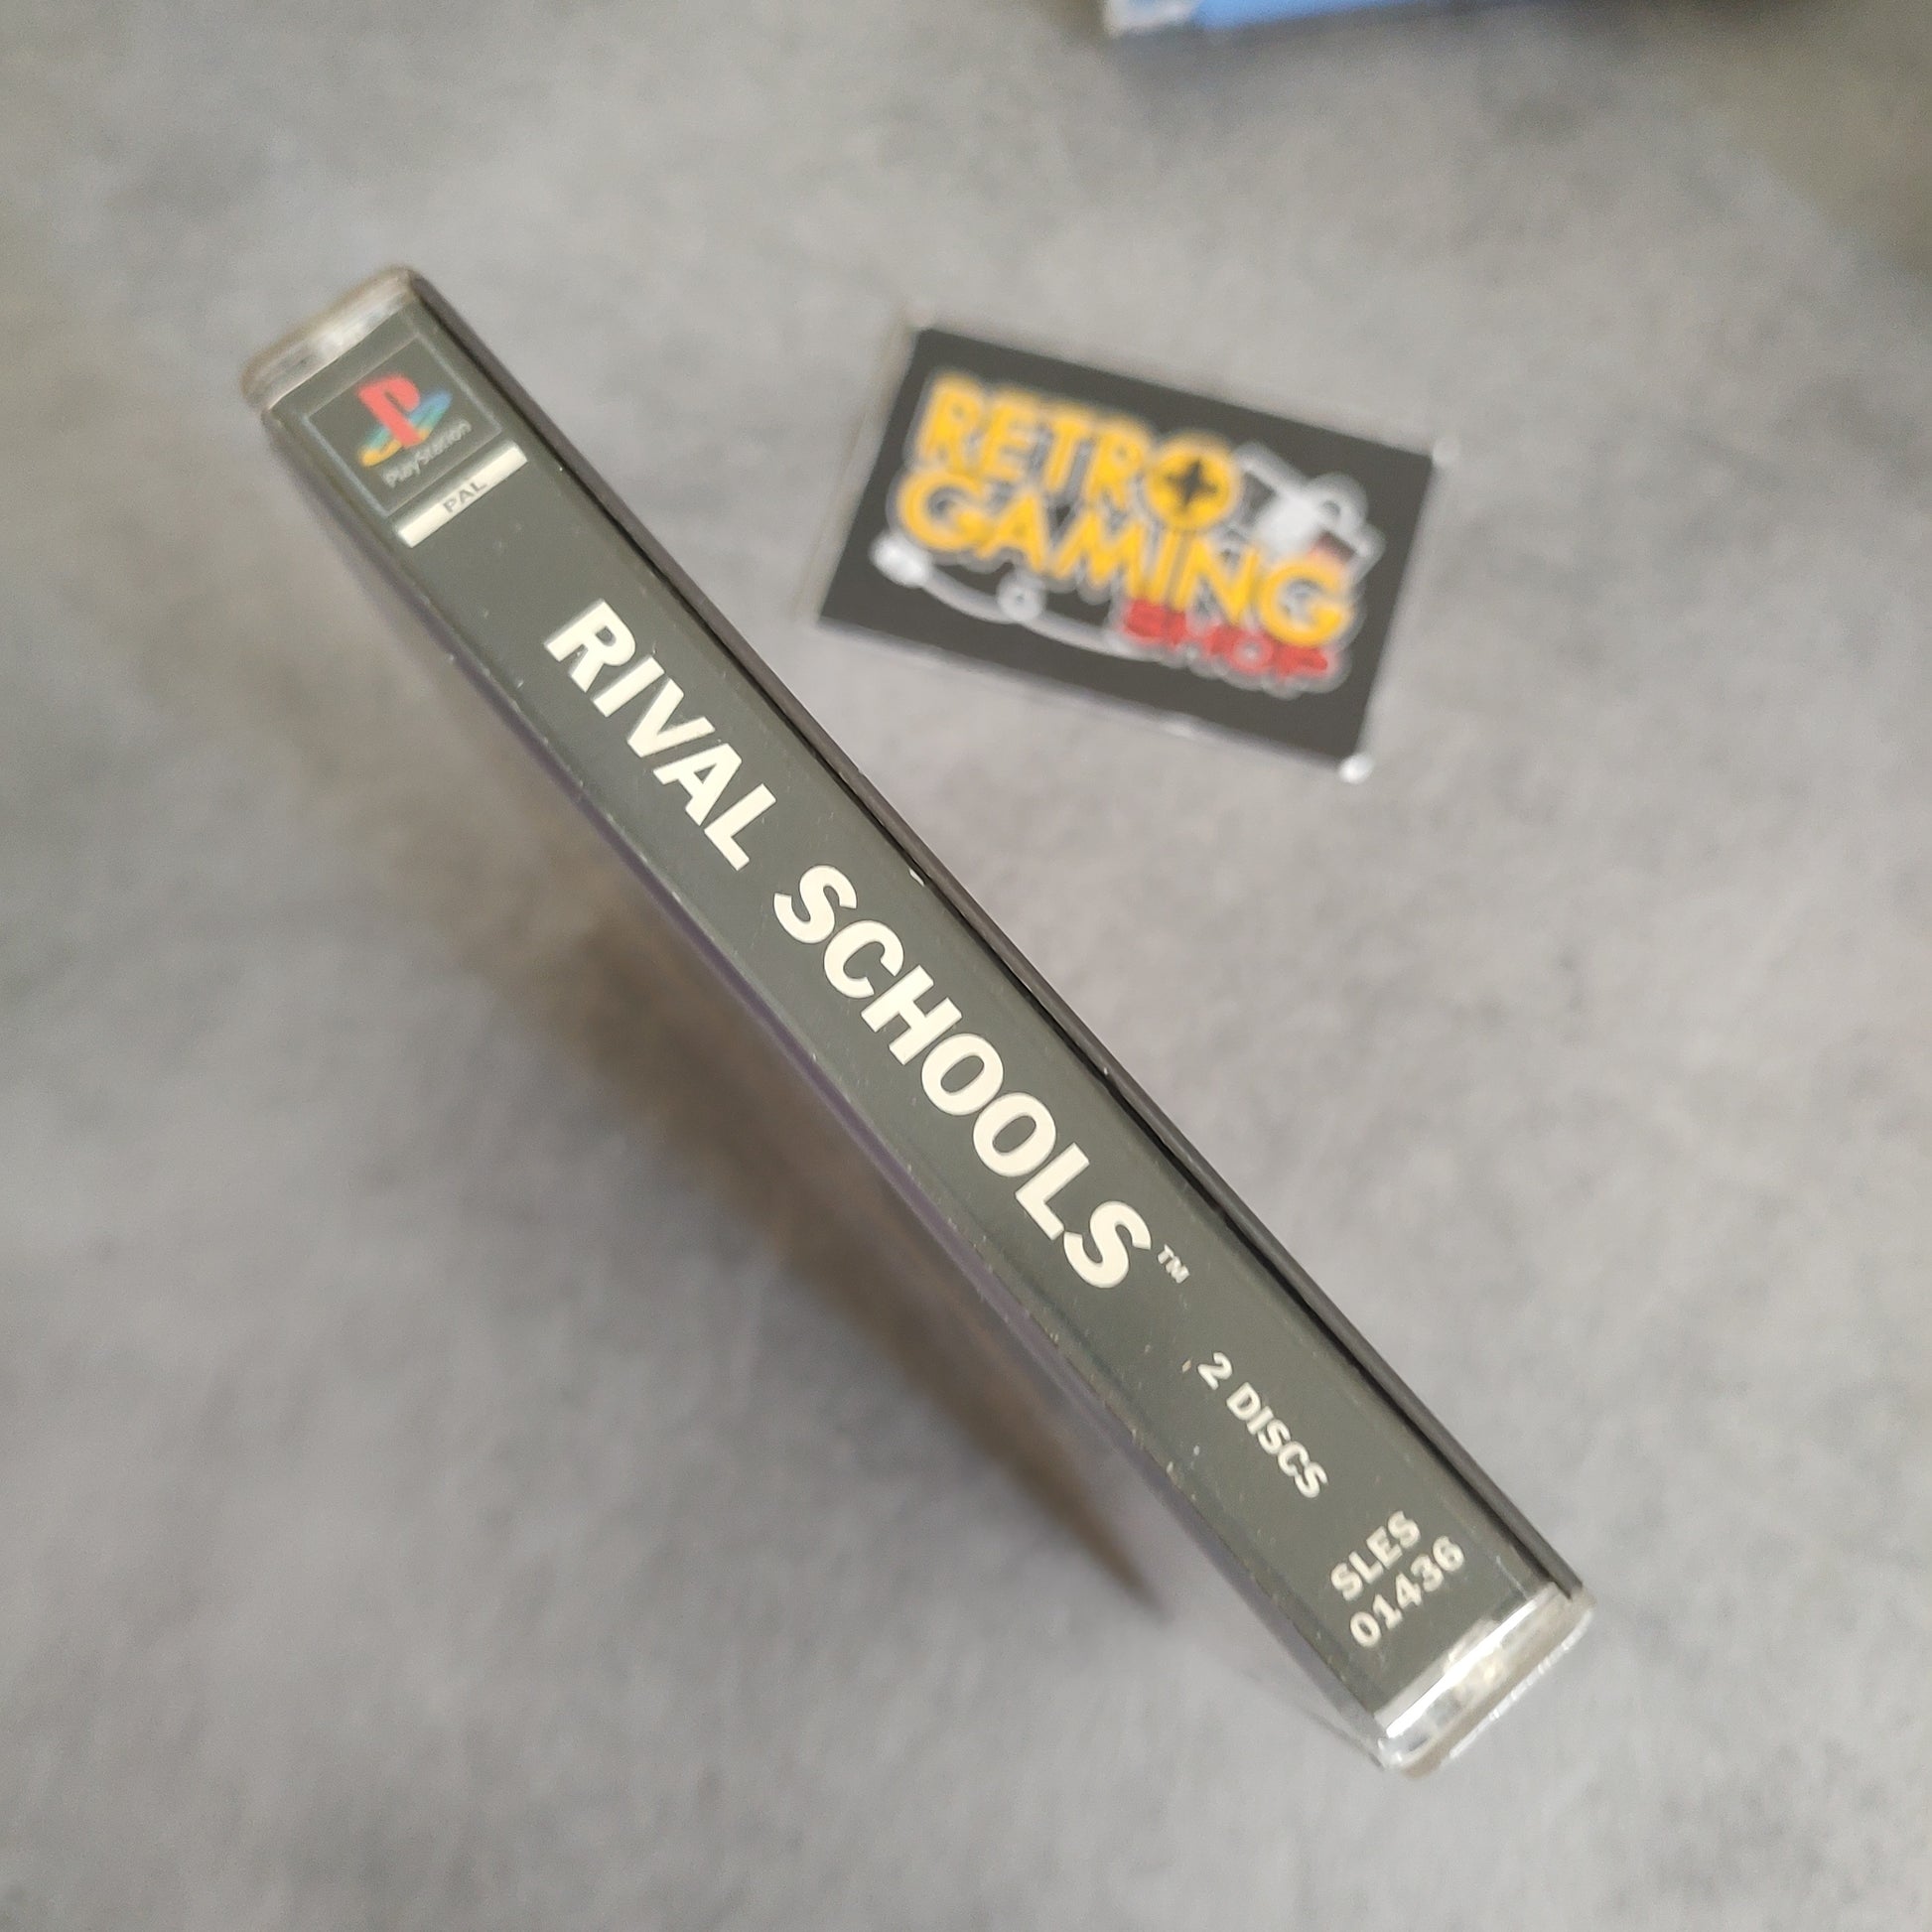 PlayStation
PAL
RIVAL SCHOOLS™
2 DISCS
SLES
01436
RETRO
GAMING
SHOP